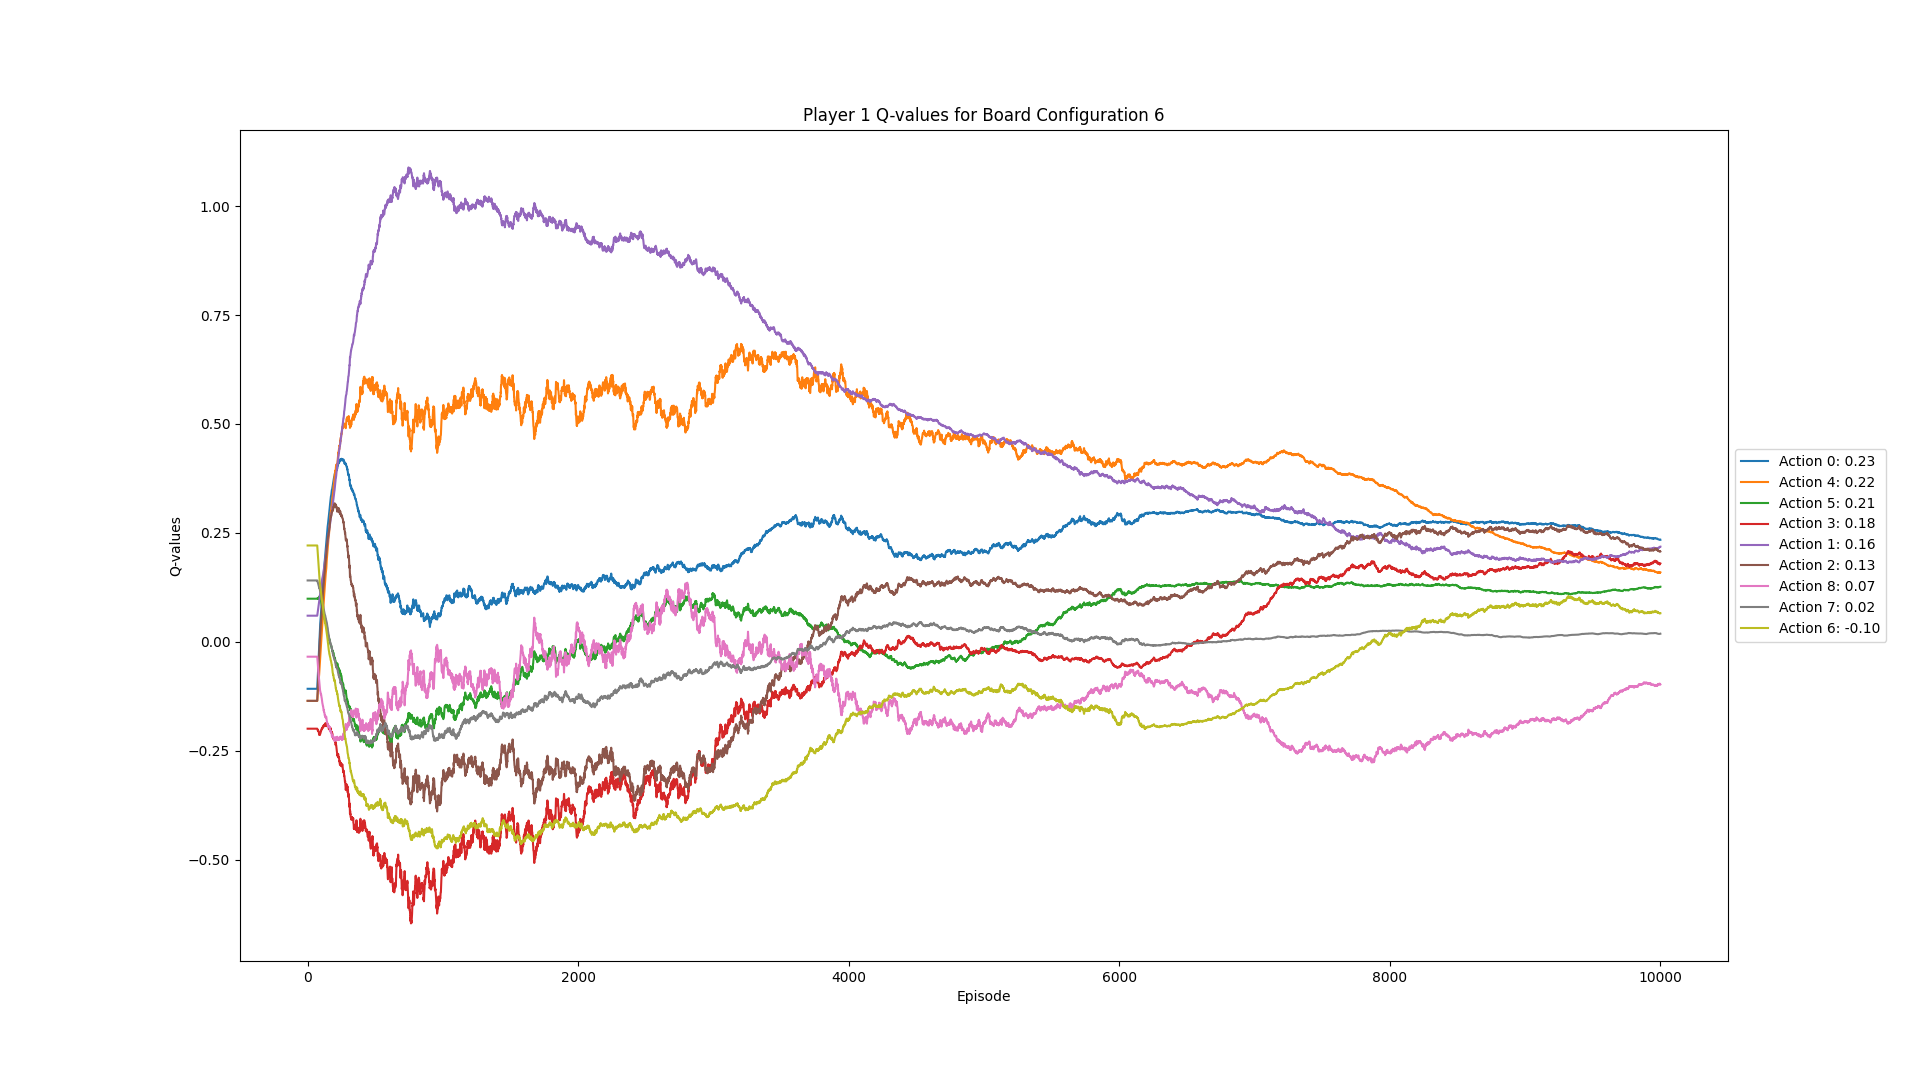 Player 1 Q-values for Board Configuration 6
Q-values
1.00
0.75
0.50
0.25
0.00
−0.25
−0.50
0
2000
4000
6000
8000
10000
Episode
Action 0: 0.23
Action 4: 0.22
Action 5: 0.21
Action 3: 0.18
Action 1: 0.16
Action 2: 0.13
Action 8: 0.07
Action 7: 0.02
Action 6: -0.10